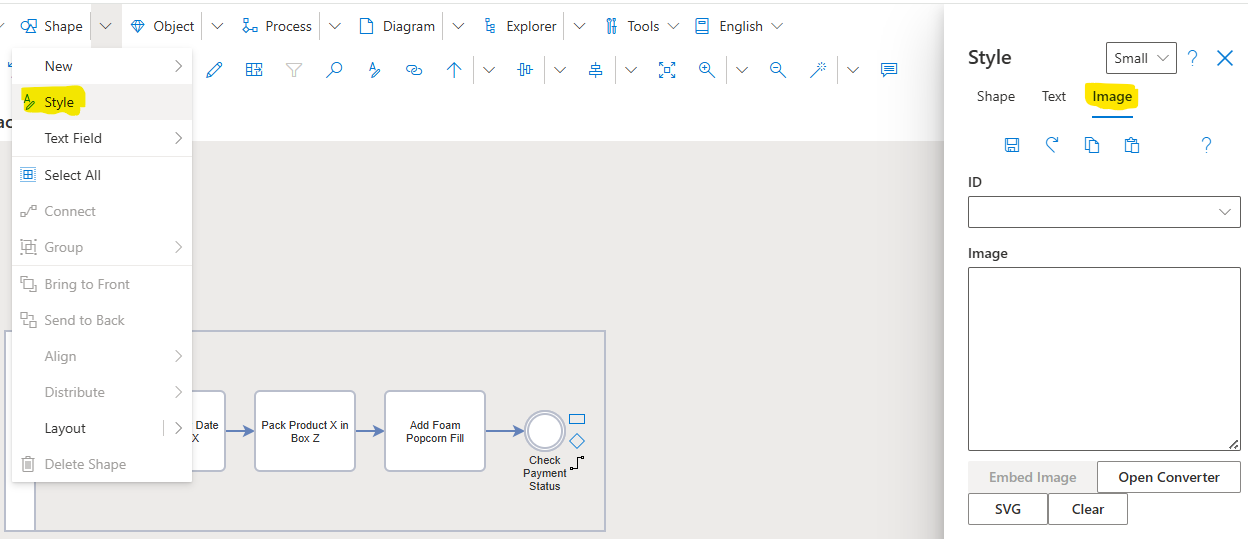 Shape
Object
Process
Diagram
Explorer
Tools
English
New
Style
Text Field
Select All
Connect
Group
Bring to Front
Send to Back
Align
Distribute
Layout
Delete Shape
Date
X
Pack Product X in
Box Z
Add Foam
Popcorn Fill
Check
Payment
Status
Style
Small
?
Shape
Text
Image
?
ID
Image
Embed Image
Open Converter
SVG
Clear